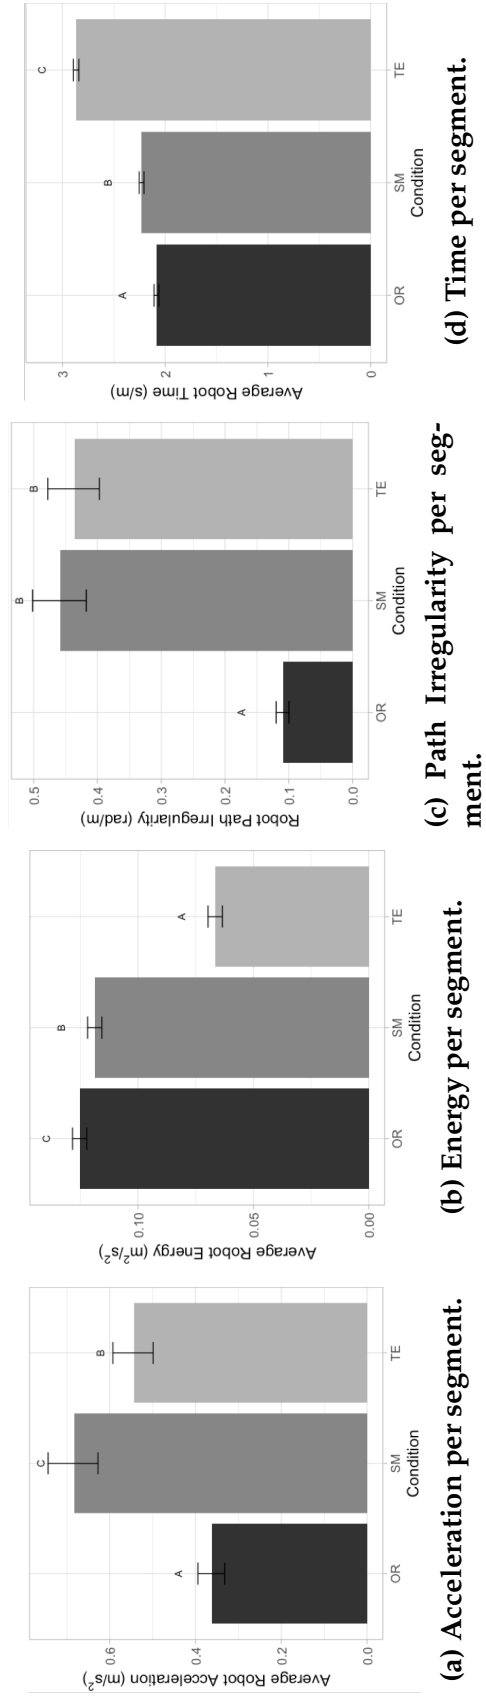 Average Robot Acceleration (m/s²)
0.6
0.4
0.2
0.0
A
C
B
OR
SM
TE
Condition
(a) Acceleration per segment.
Average Robot Energy (m²/s²)
0.10
0.05
0.00
C
B
A
OR
SM
TE
Condition
(b) Energy per segment.
Robot Path Irregularity (rad/m)
0.5
0.4
0.3
0.2
0.1
0.0
A
B
B
OR
SM
TE
Condition
(c) Path Irregularity per seg-
ment.
Average Robot Time (s/m)
3
2
1
0
A
B
C
OR
SM
TE
Condition
(d) Time per segment.